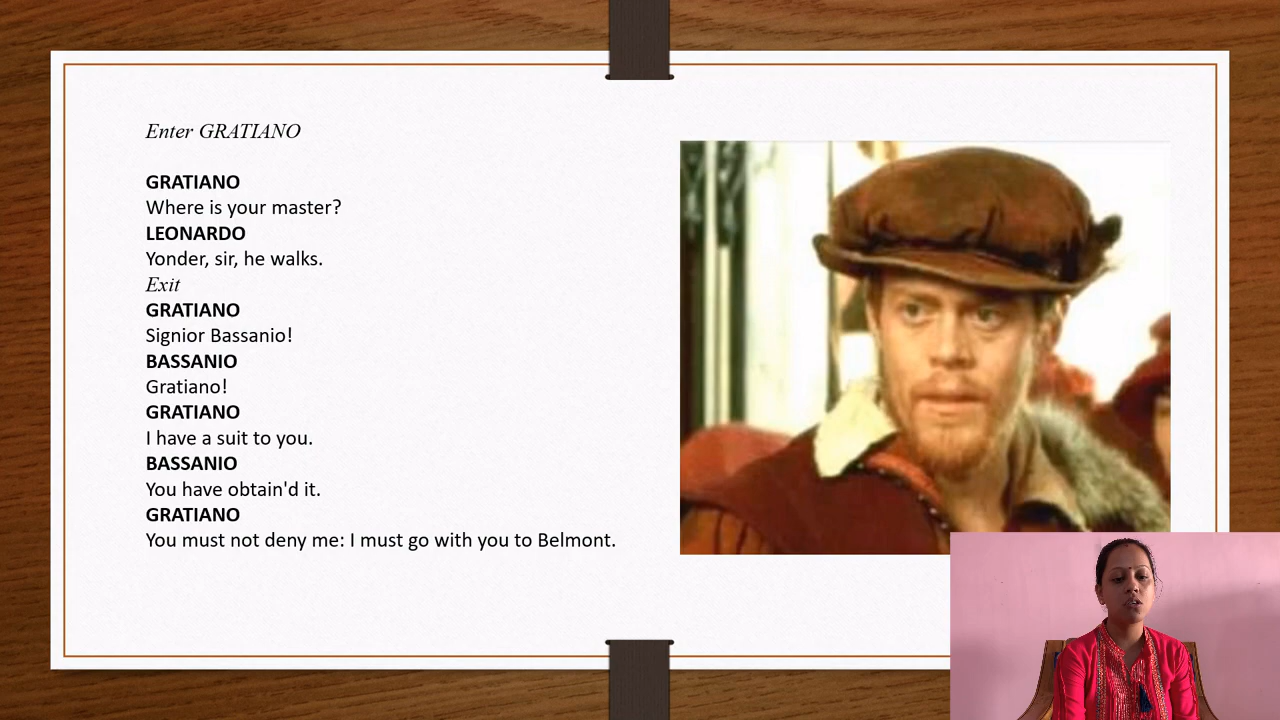 Enter GRATIANO
GRATIANO
Where is your master?
LEONARDO
Yonder, sir, he walks.
Exit
GRATIANO
Signior Bassanio!
BASSANIO
Gratiano!
GRATIANO
I have a suit to you.
BASSANIO
You have obtain'd it.
GRATIANO
You must not deny me: I must go with you to Belmont.